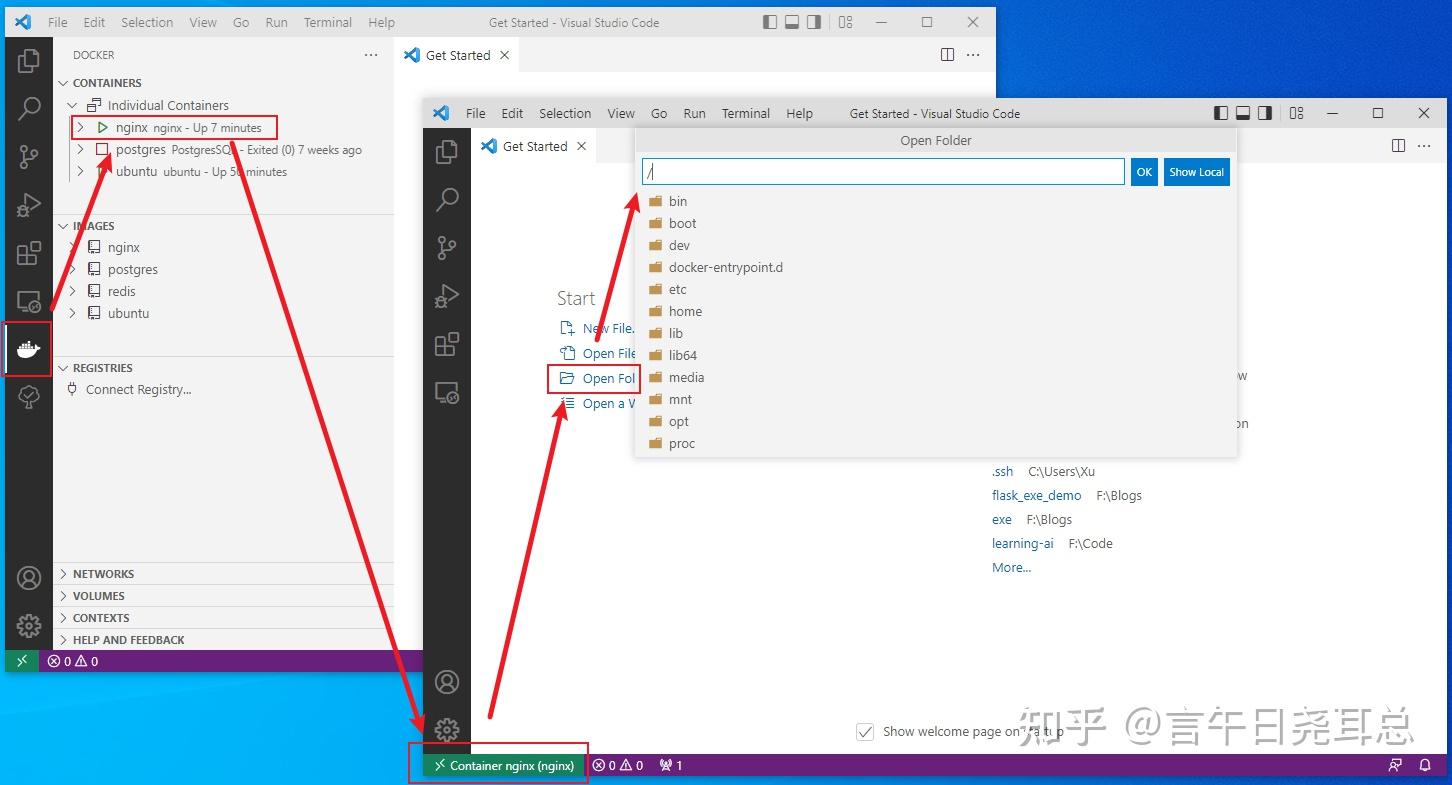 File Edit Selection View Go Run Terminal Help
Get Started - Visual Studio Code
DOCKER
Get Started
CONTAINERS
Individual Containers
nginx nginx - Up 7 minutes
postgres PostgresSQL - Exited (0) 7 weeks ago
ubuntu ubuntu - Up 50 minutes
IMAGES
nginx
postgres
redis
ubuntu
REGISTRIES
Connect Registry...
NETWORKS
VOLUMES
CONTEXTS
HELP AND FEEDBACK
0 0
File Edit Selection View Go Run Terminal Help
Get Started - Visual Studio Code
Get Started
Open Folder
/
OK
Show Local
bin
boot
dev
docker-entrypoint.d
etc
home
lib
lib64
media
mnt
opt
proc
Start
New File.
Open File
Open Fol
Open a W
w
on
.ssh C:\Users\Xu
flask_exe_demo F:\Blogs
exe F:\Blogs
learning-ai F:\Code
More...
Show welcome page on
知乎 @言午日尧耳总
Container nginx (nginx) 0 0 1